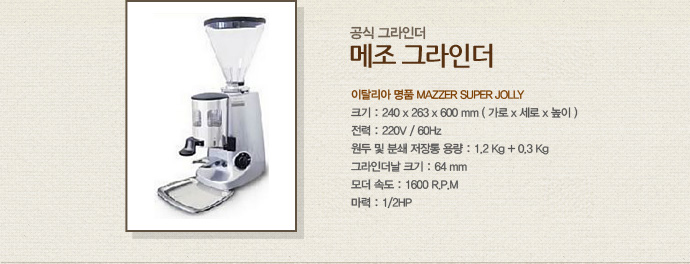 공식 그라인더
메조 그라인더
이탈리아 명품 MAZZER SUPER JOLLY
크기 : 240 x 263 x 600 mm ( 가로 x 세로 x 높이 )
전력 : 220V / 60Hz
원두 및 분쇄 저장통 용량 : 1,2 Kg + 0,3 Kg
그라인더날 크기 : 64 mm
모더 속도 : 1600 R.P.M
마력 : 1/2HP